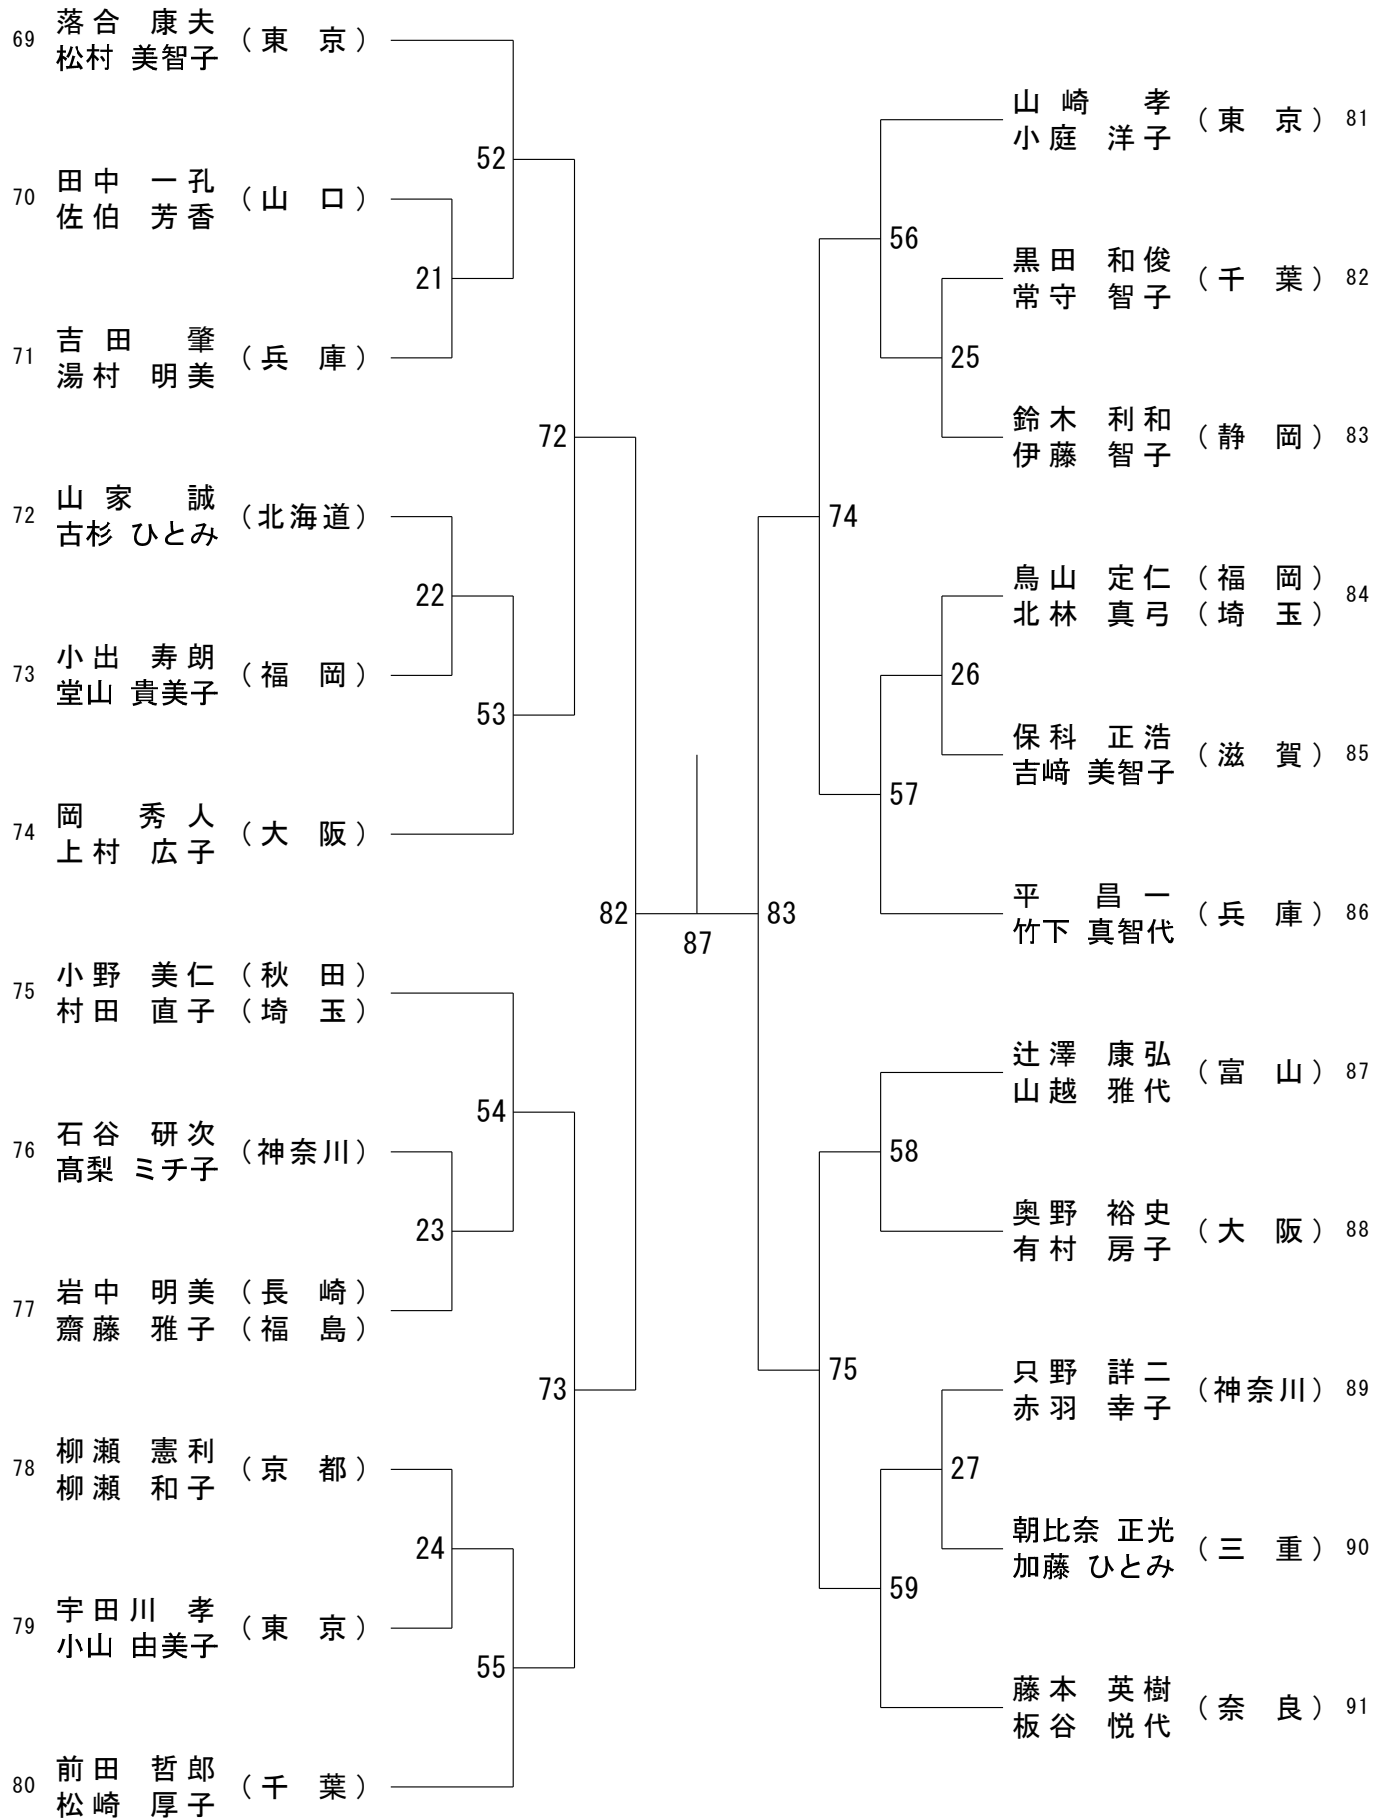 69 落合 康夫 (東 京)
松村 美智子
52
70 田中 一孔 (山 口)
佐伯 芳香
21
71 吉田 肇 (兵 庫)
湯村 明美
72
72 山家 誠 (北海道)
古杉 ひとみ
22
73 小出 寿朗 (福 岡)
堂山 貴美子
53
74 岡 秀人 (大 阪)
上村 広子
82
87
75 小野 美仁 (秋 田)
村田 直子 (埼 玉)
54
76 石谷 研次 (神奈川)
髙梨 ミチ子
23
77 岩中 明美 (長 崎)
齋藤 雅子 (福 島)
73
78 柳瀬 憲利 (京 都)
柳瀬 和子
24
79 宇田川 孝 (東 京)
小山 由美子
55
80 前田 哲郎 (千 葉)
松崎 厚子
山崎 孝 (東 京) 81
小庭 洋子
56
黒田 和俊 (千 葉) 82
常守 智子
25
鈴木 利和 (静 岡) 83
伊藤 智子
74
鳥山 定仁 (福 岡) 84
北林 真弓 (埼 玉)
26
保科 正浩 (滋 賀) 85
吉﨑 美智子
57
平 昌一 (兵 庫) 86
竹下 真智代
83
辻澤 康弘 (富 山) 87
山越 雅代
58
奥野 裕史 (大 阪) 88
有村 房子
75
只野 詳二 (神奈川) 89
赤羽 幸子
27
朝比奈 正光 (三 重) 90
加藤 ひとみ
59
藤本 英樹 (奈 良) 91
板谷 悦代